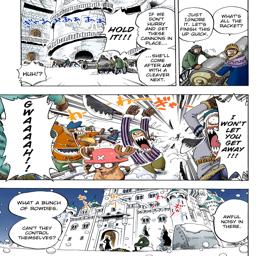 WHAT'S
ALL THE
RACKET?
JUST
IGNORE
IT. LET'S
FINISH THIS
UP QUICK.
IF WE
DON'T
HURRY
AND GET
THESE
CANNONS IN
PLACE...
...SHE'LL
COME
AFTER US
WITH A
CLEAVER
NEXT.
HOLD
IT!!!
HUH!?
I
WON'T
LET YOU
GET
AWAY
!!!
GWAAAA!!
AWFUL
NOISY IN
THERE.
WHAT A BUNCH
OF ROWDIES.
CAN'T THEY
CONTROL
THEMSELVES?